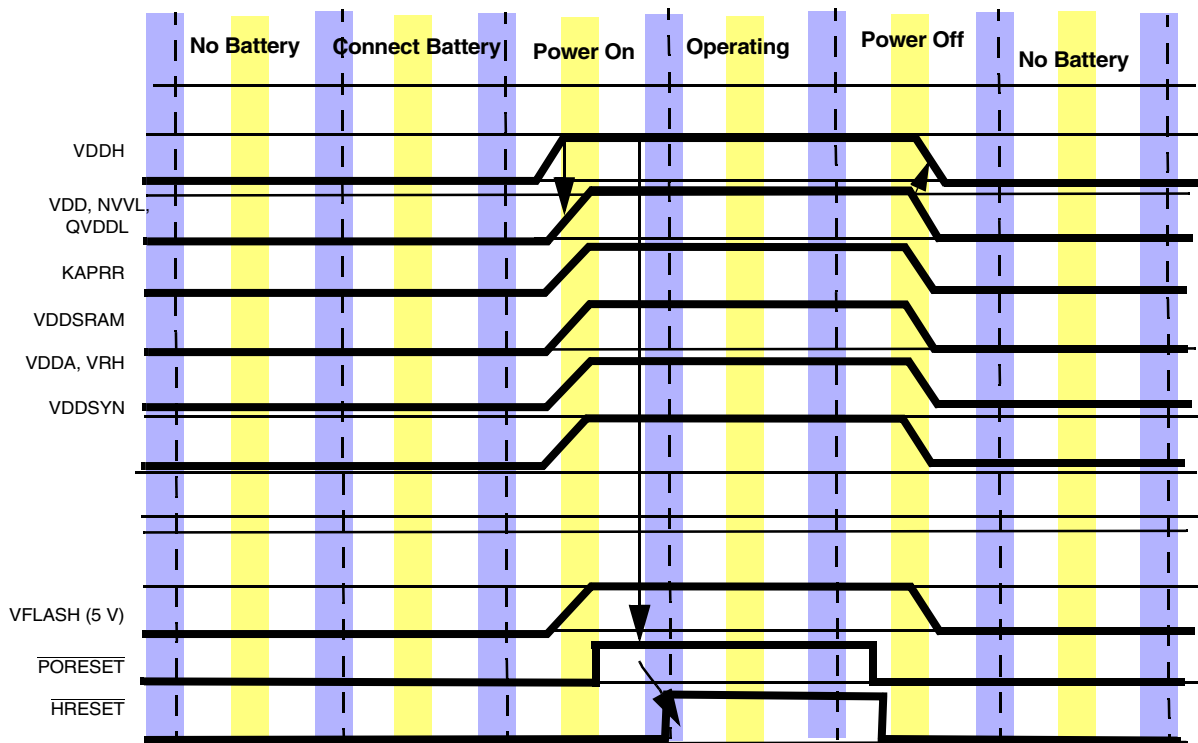 No Battery
Connect Battery
Power On
Operating
Power Off
No Battery
VDDH
VDD, NVVL,
QVDDL
KAPRR
VDDSRAM
VDDA, VRH
VDDSYN
VFLASH (5 V)
PORESET
HRESET